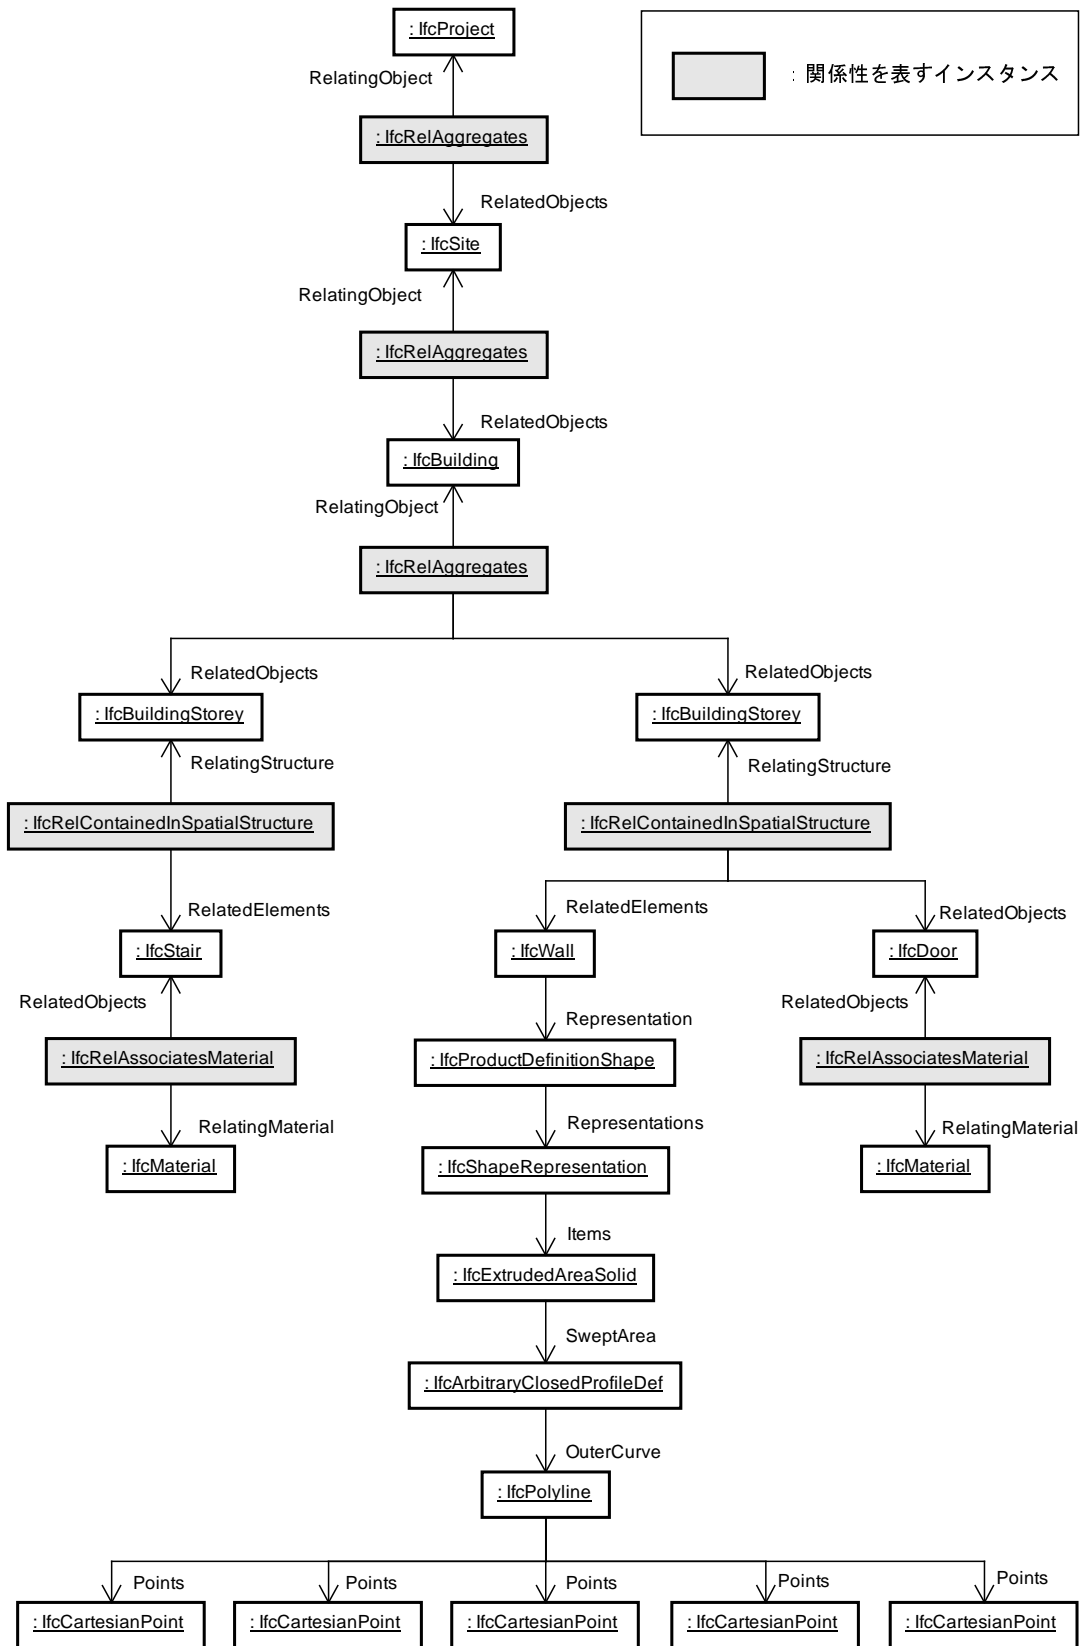 : IfcProject
: 関係性を表すインスタンス
RelatingObject
: IfcRelAggregates
RelatedObjects
: IfcSite
RelatingObject
: IfcRelAggregates
RelatedObjects
: IfcBuilding
RelatingObject
: IfcRelAggregates
RelatedObjects
RelatedObjects
: IfcBuildingStorey
: IfcBuildingStorey
RelatingStructure
RelatingStructure
: IfcRelContainedInSpatialStructure
: IfcRelContainedInSpatialStructure
RelatedElements
RelatedElements
RelatedObjects
: IfcStair
: IfcWall
: IfcDoor
RelatedObjects
RelatedObjects
Representation
: IfcRelAssociatesMaterial
: IfcProductDefinitionShape
: IfcRelAssociatesMaterial
RelatingMaterial
Representations
RelatingMaterial
: IfcMaterial
: IfcShapeRepresentation
: IfcMaterial
Items
: IfcExtrudedAreaSolid
SweptArea
: IfcArbitraryClosedProfileDef
OuterCurve
: IfcPolyline
Points
Points
Points
Points
Points
: IfcCartesianPoint
: IfcCartesianPoint
: IfcCartesianPoint
: IfcCartesianPoint
: IfcCartesianPoint